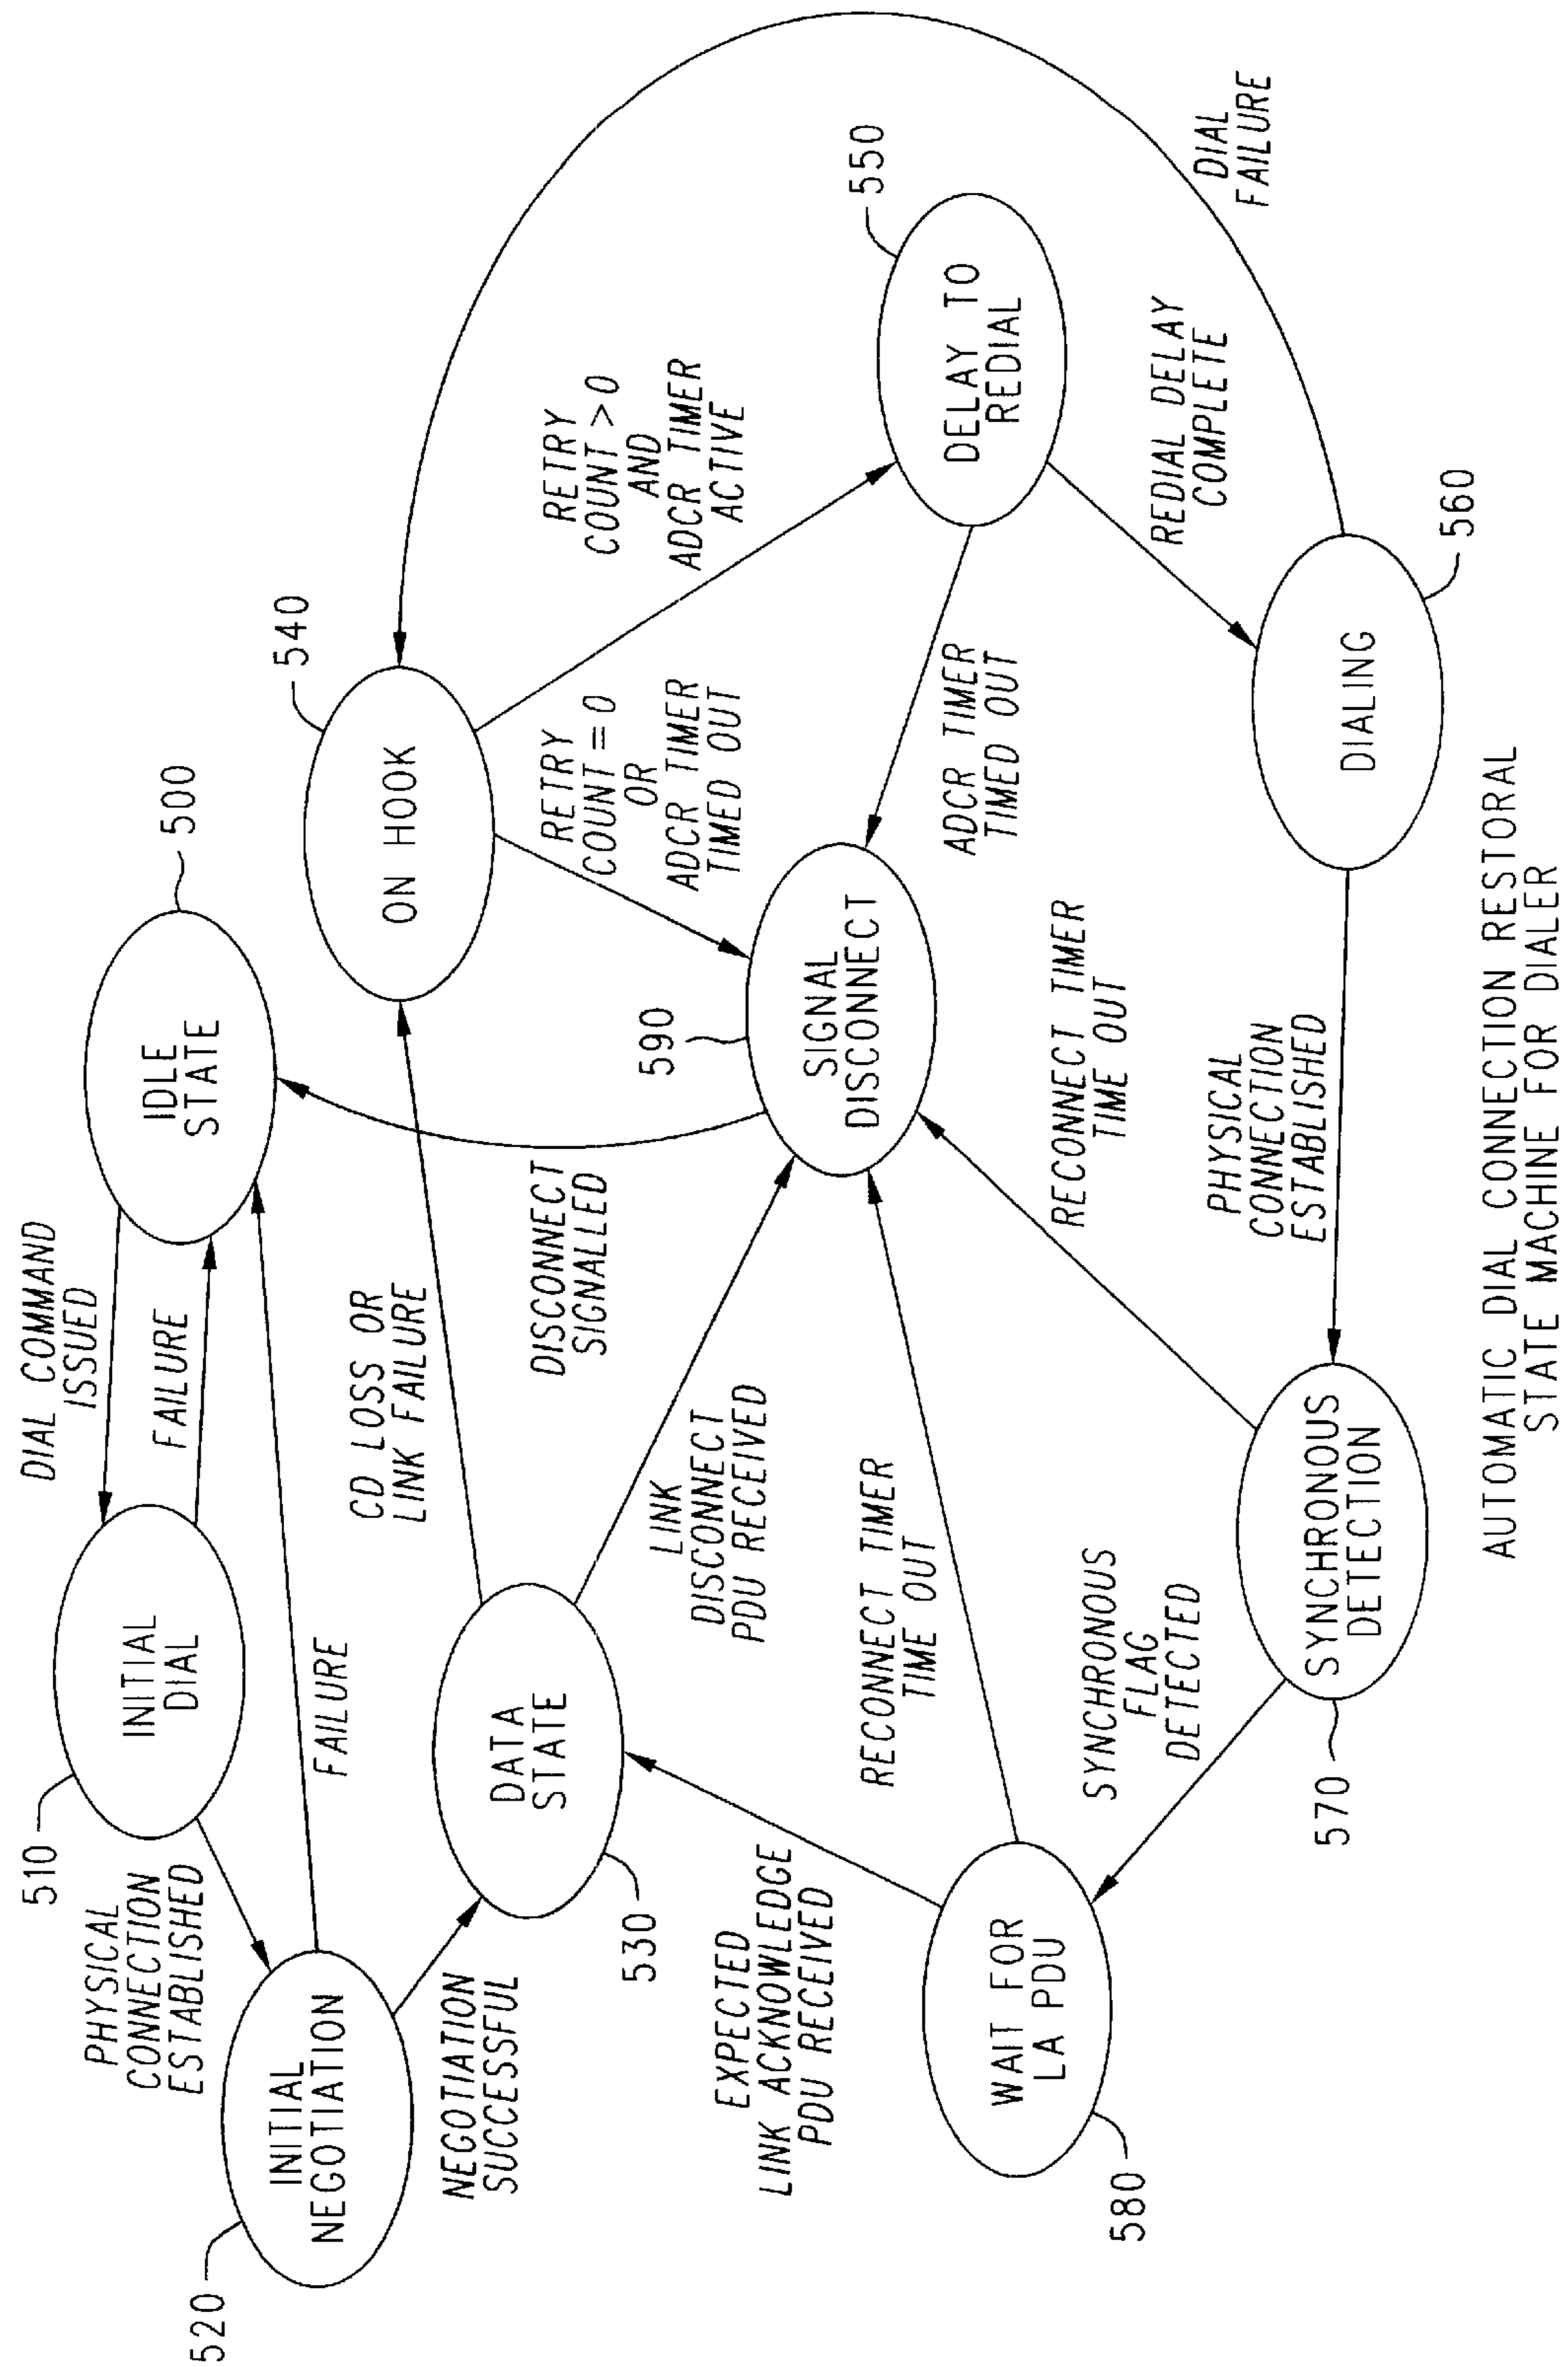 500
IDLE
STATE
DIAL COMMAND
ISSUED
FAILURE
510
INITIAL
DIAL
PHYSICAL
CONNECTION
ESTABLISHED
520
INITIAL
NEGOTIATION
FAILURE
NEGOTIATION
SUCCESSFUL
530
DATA
STATE
CD LOSS OR
LINK FAILURE
540
ON HOOK
RETRY
COUNT > 0
AND
ADCR TIMER
ACTIVE
RETRY
COUNT = 0
OR
ADCR TIMER
TIMED OUT
550
DELAY TO
REDIAL
ADCR TIMER
TIMED OUT
REDIAL DELAY
COMPLETE
DIAL
FAILURE
560
DIALING
PHYSICAL
CONNECTION
ESTABLISHED
570
SYNCHRONOUS
DETECTION
RECONNECT TIMER
TIME OUT
SYNCHRONOUS
FLAG
DETECTED
580
WAIT FOR
LA PDU
RECONNECT TIMER
TIME OUT
EXPECTED
LINK ACKNOWLEDGE
PDU RECEIVED
LINK
DISCONNECT
PDU RECEIVED
590
SIGNAL
DISCONNECT
DISCONNECT
SIGNALLED
AUTOMATIC DIAL CONNECTION RESTORAL
STATE MACHINE FOR DIALER